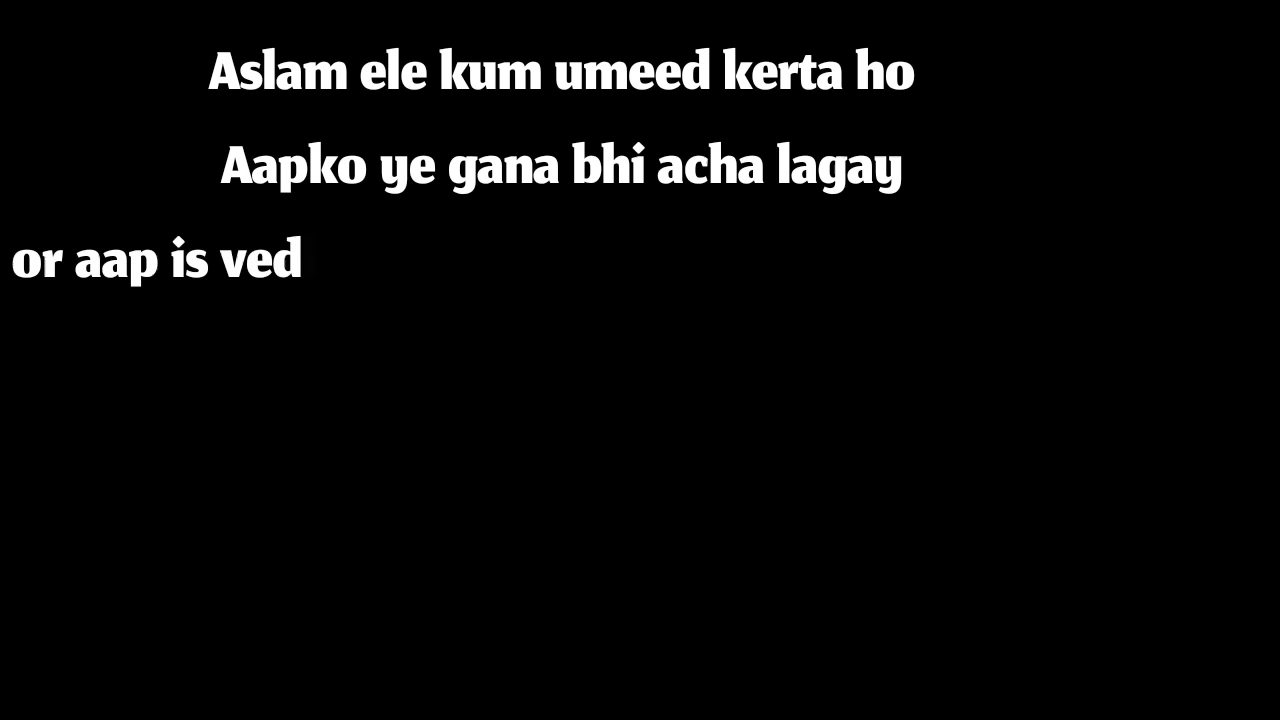 Aslam ele kum umeed kerta ho
Aapko ye gana bhi acha lagay
or aap is ved